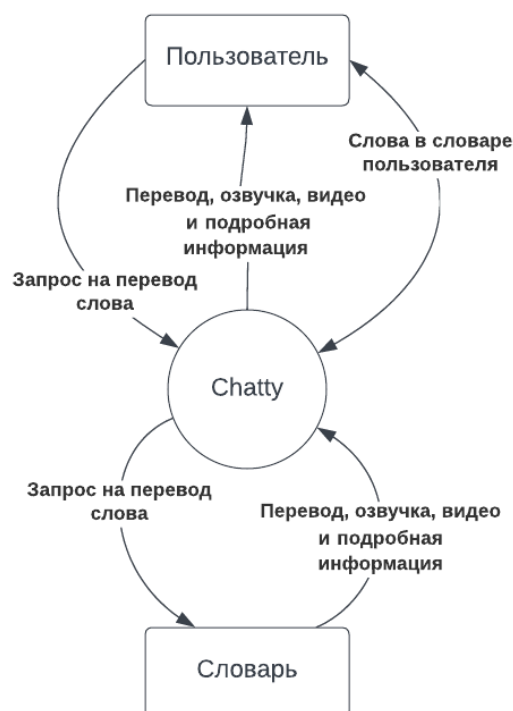 Пользователь
Слова в словаре
пользователя
Перевод, озвучка, видео
и подробная
информация
Запрос на перевод
слова
Chatty
Запрос на перевод
слова
Перевод, озвучка, видео
и подробная
информация
Словарь